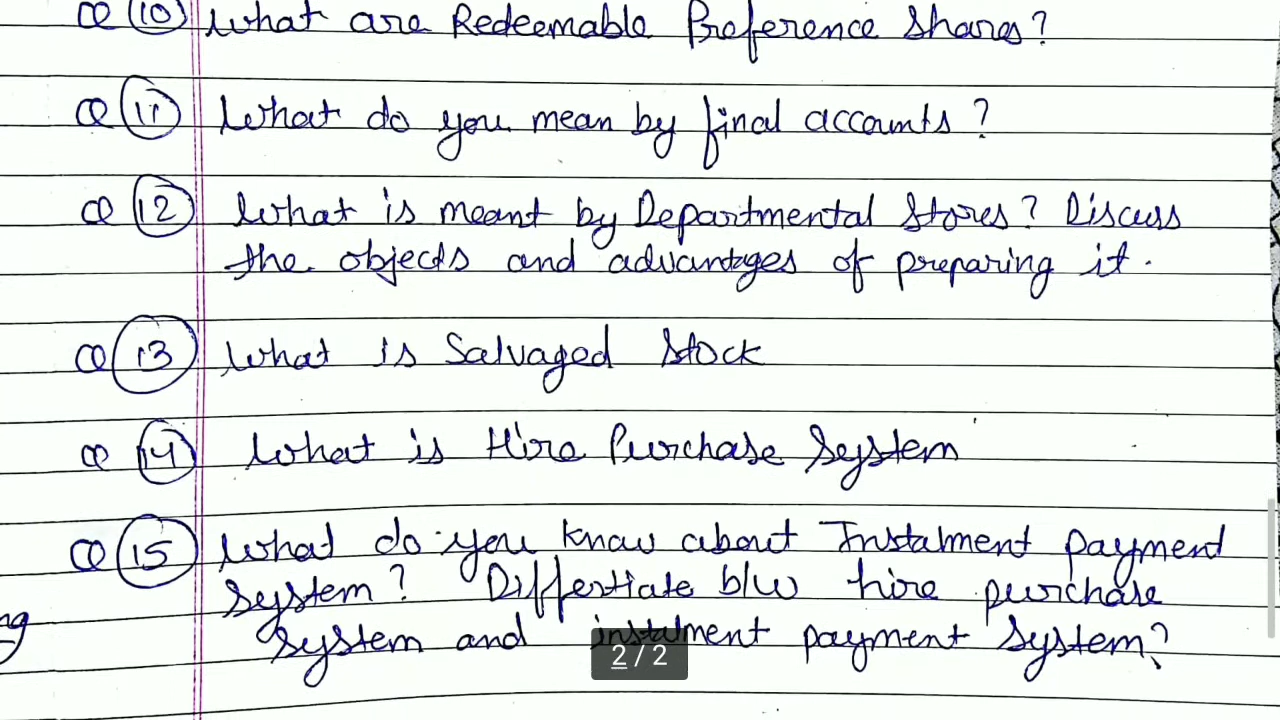 Q 10 What are Redeemable Preference Shares?
Q 11 What do you mean by final accounts?
Q 12 What is meant by Departmental Stores? Discuss
the objects and advantages of preparing it.
Q 13 What is Salvaged Stock
Q 14 What is Hire Purchase System
Q 15 What do you know about Instalment payment
System? Differtiate b/w hire purchase
System and instalment payment System?
2/2